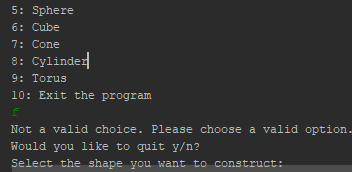 5: Sphere
6: Cube
7: Cone
8: Cylinder
9: Torus
10: Exit the program
f
Not a valid choice. Please choose a valid option.
Would you like to quit y/n?
Select the shape you want to construct: